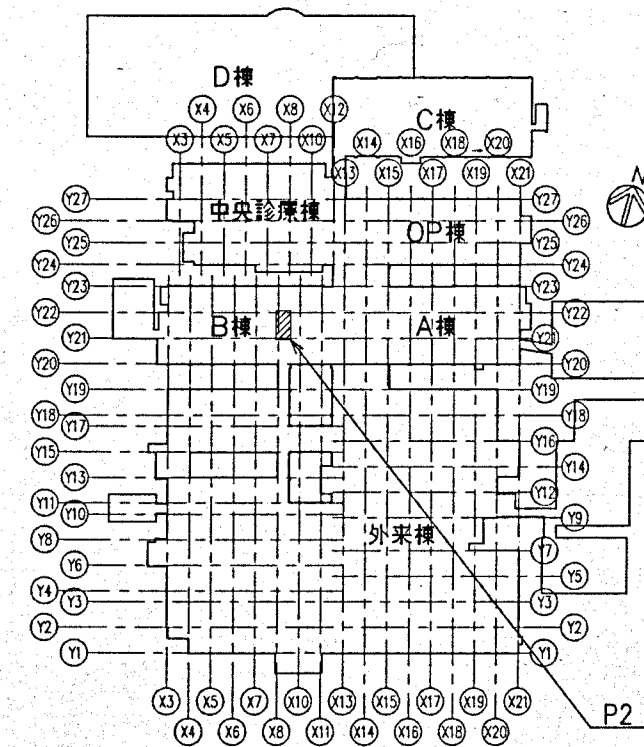 D棟
C棟
X4 X6 X8 X12
X3 X5 X7 X10
X14 X16 X18 X20
X13 X15 X17 X19 X21
N
Y27 Y27
中央診療棟
Y26 Y26
OP棟
Y25 Y25
Y24 Y24
Y23 Y23
Y22 Y22
B棟 A棟
Y21 Y21
Y20 Y20
Y19 Y19
Y18 Y18
Y17
Y16
Y15
Y14
Y13
Y12
Y11
Y10 Y9
外来棟
Y8
Y7
Y6
Y5
Y4
Y3 Y3
Y2 Y2
Y1 Y1
X3 X5 X7 X10 X13 X15 X17 X19 X21
X4 X6 X8 X11 X14 X16 X18 X20
P2